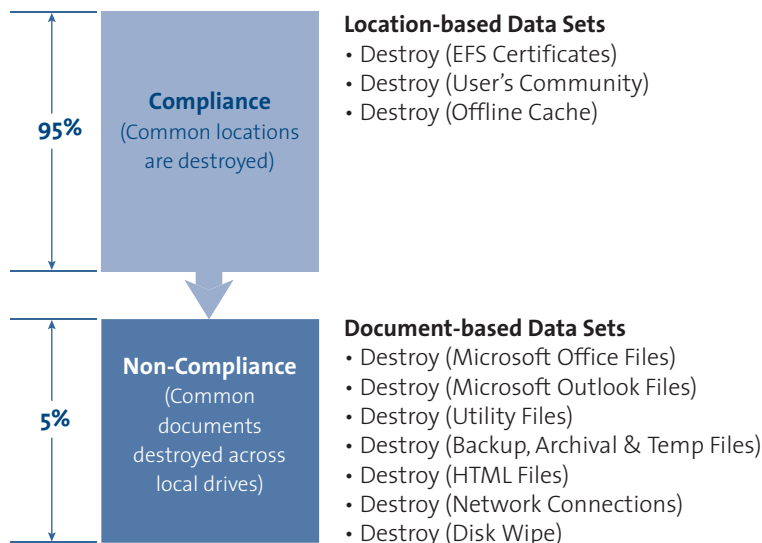 95%
Compliance
(Common locations
are destroyed)
Location-based Data Sets
• Destroy (EFS Certificates)
• Destroy (User’s Community)
• Destroy (Offline Cache)
5%
Non-Compliance
(Common
documents
destroyed across
local drives)
Document-based Data Sets
• Destroy (Microsoft Office Files)
• Destroy (Microsoft Outlook Files)
• Destroy (Utility Files)
• Destroy (Backup, Archival & Temp Files)
• Destroy (HTML Files)
• Destroy (Network Connections)
• Destroy (Disk Wipe)